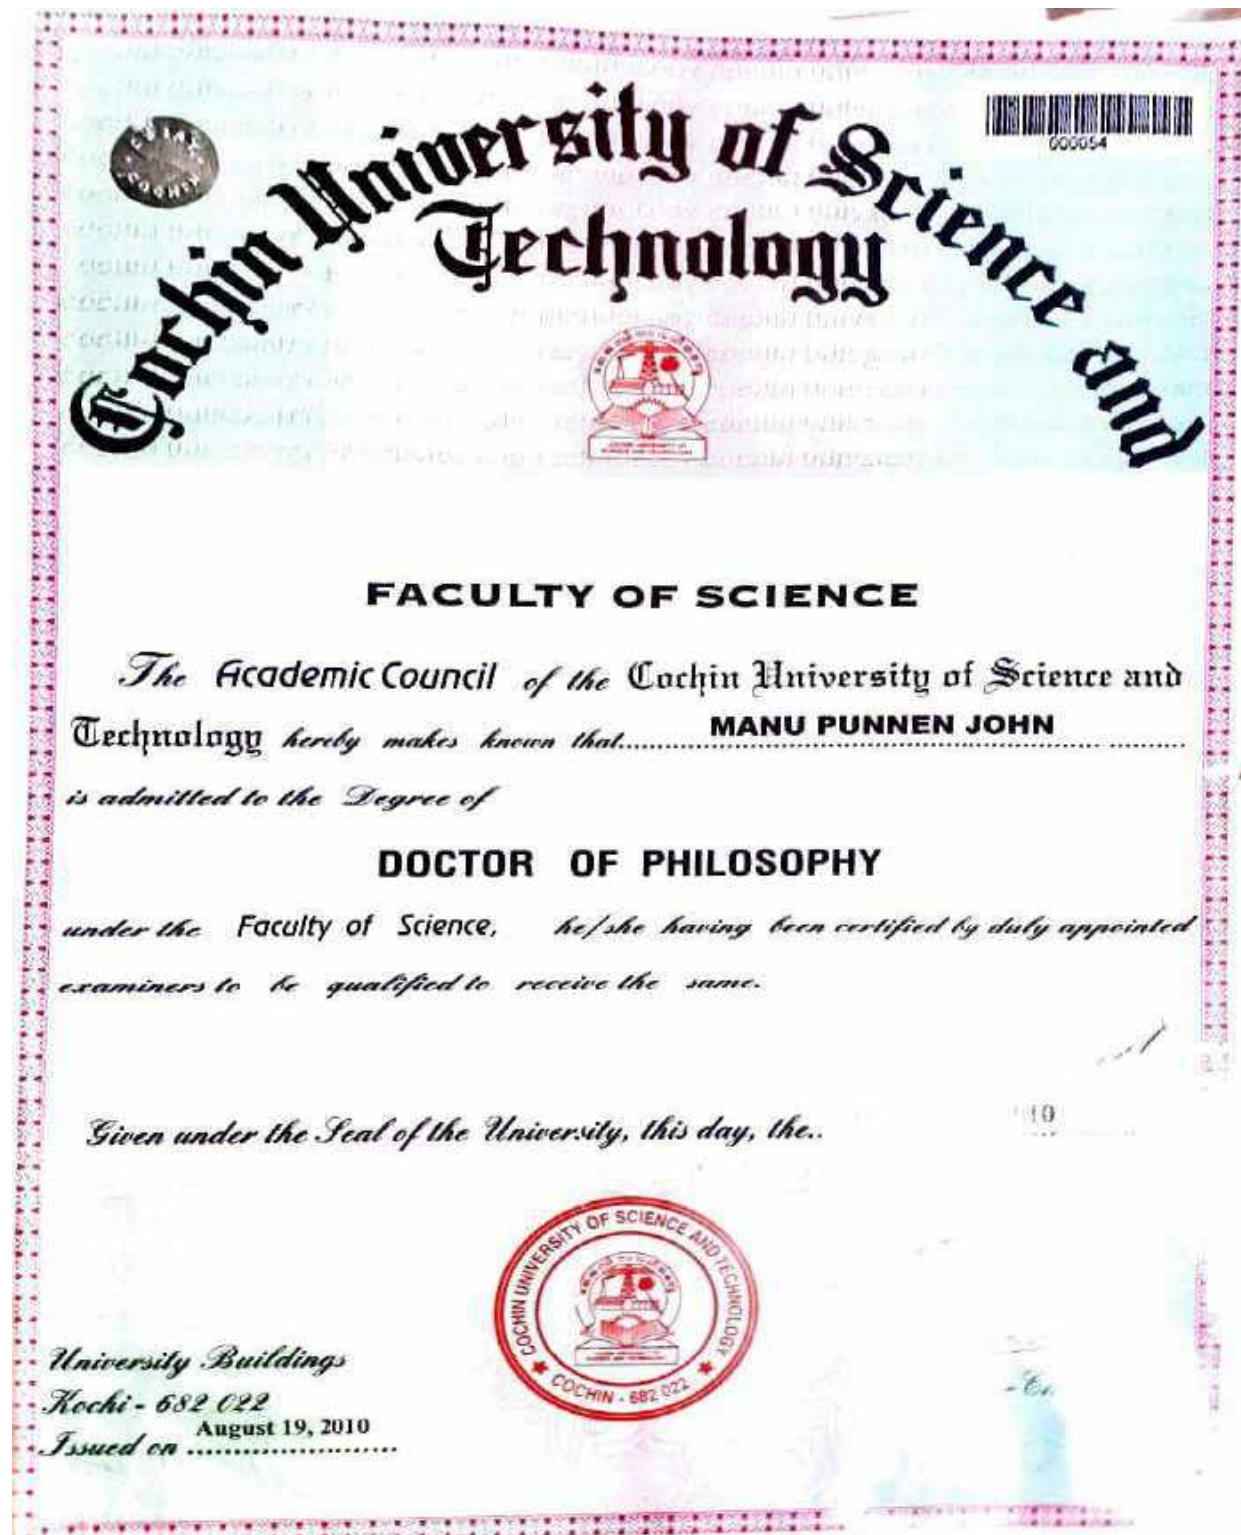 000054
Cochin University of Science and
Technology
FACULTY OF SCIENCE
The Academic Council of the Cochin University of Science and
Technology hereby makes known that MANU PUNNEN JOHN
is admitted to the Degree of
DOCTOR OF PHILOSOPHY
under the Faculty of Science, he/she having been certified by duly appointed
examiners to be qualified to receive the same.
Given under the Seal of the University, this day, the..
10
COCHIN UNIVERSITY OF SCIENCE AND TECHNOLOGY
COCHIN - 682 022
University Buildings
Kochi - 682 022
Issued on August 19, 2010